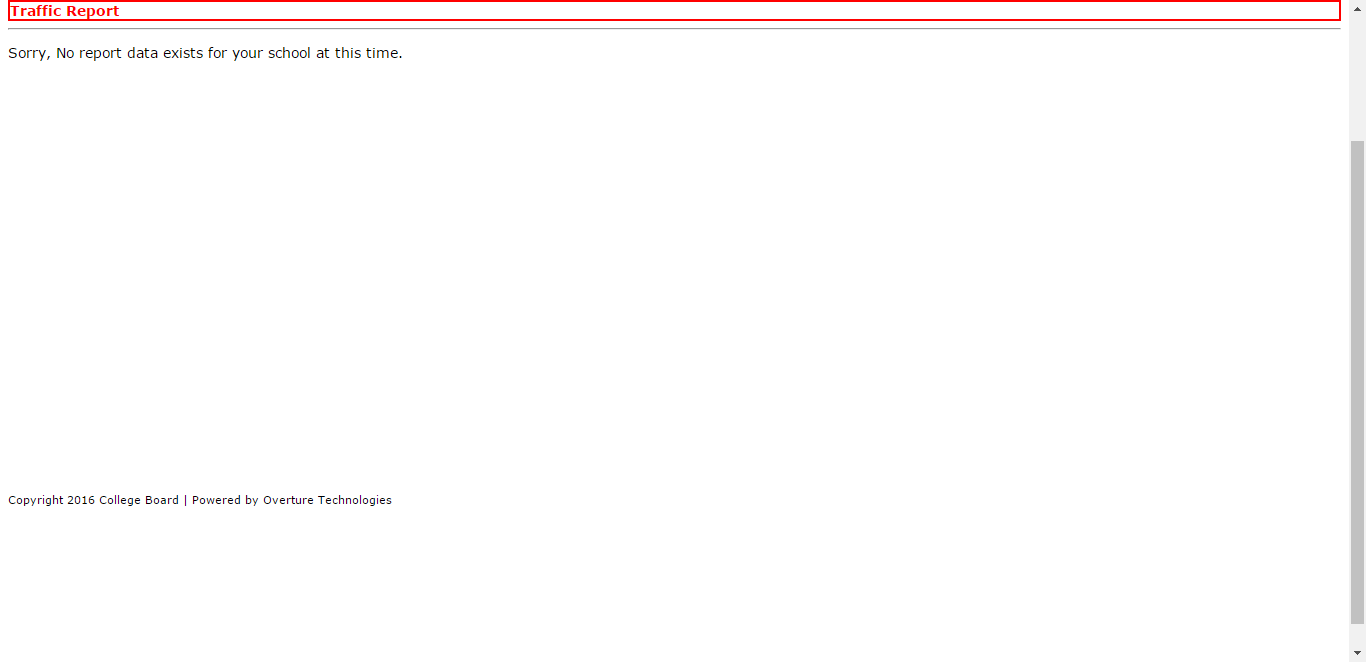 Traffic Report
Sorry, No report data exists for your school at this time.
Copyright 2016 College Board | Powered by Overture Technologies